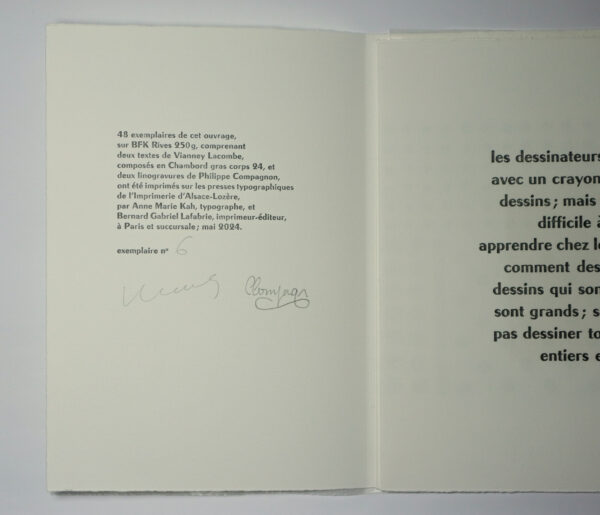 48 exemplaires de cet ouvrage,
sur BFK Rives 250g, comprenant
deux textes de Vianney Lacombe,
composés en Chambord gras corps 24, et
deux linogravures de Philippe Compagnon,
ont été imprimés sur les presses typographiques
de l'Imprimerie d'Alsace-Lozère,
par Anne Marie Kah, typographe, et
Bernard Gabriel Lafabrie, imprimeur-éditeur,
à Paris et succursale; mai 2024.
exemplaire nº 6
les dessinateurs
avec un crayon
dessins; mais
difficile à
apprendre chez
comment des
dessins qui son
sont grands; s
pas dessiner to
entiers e